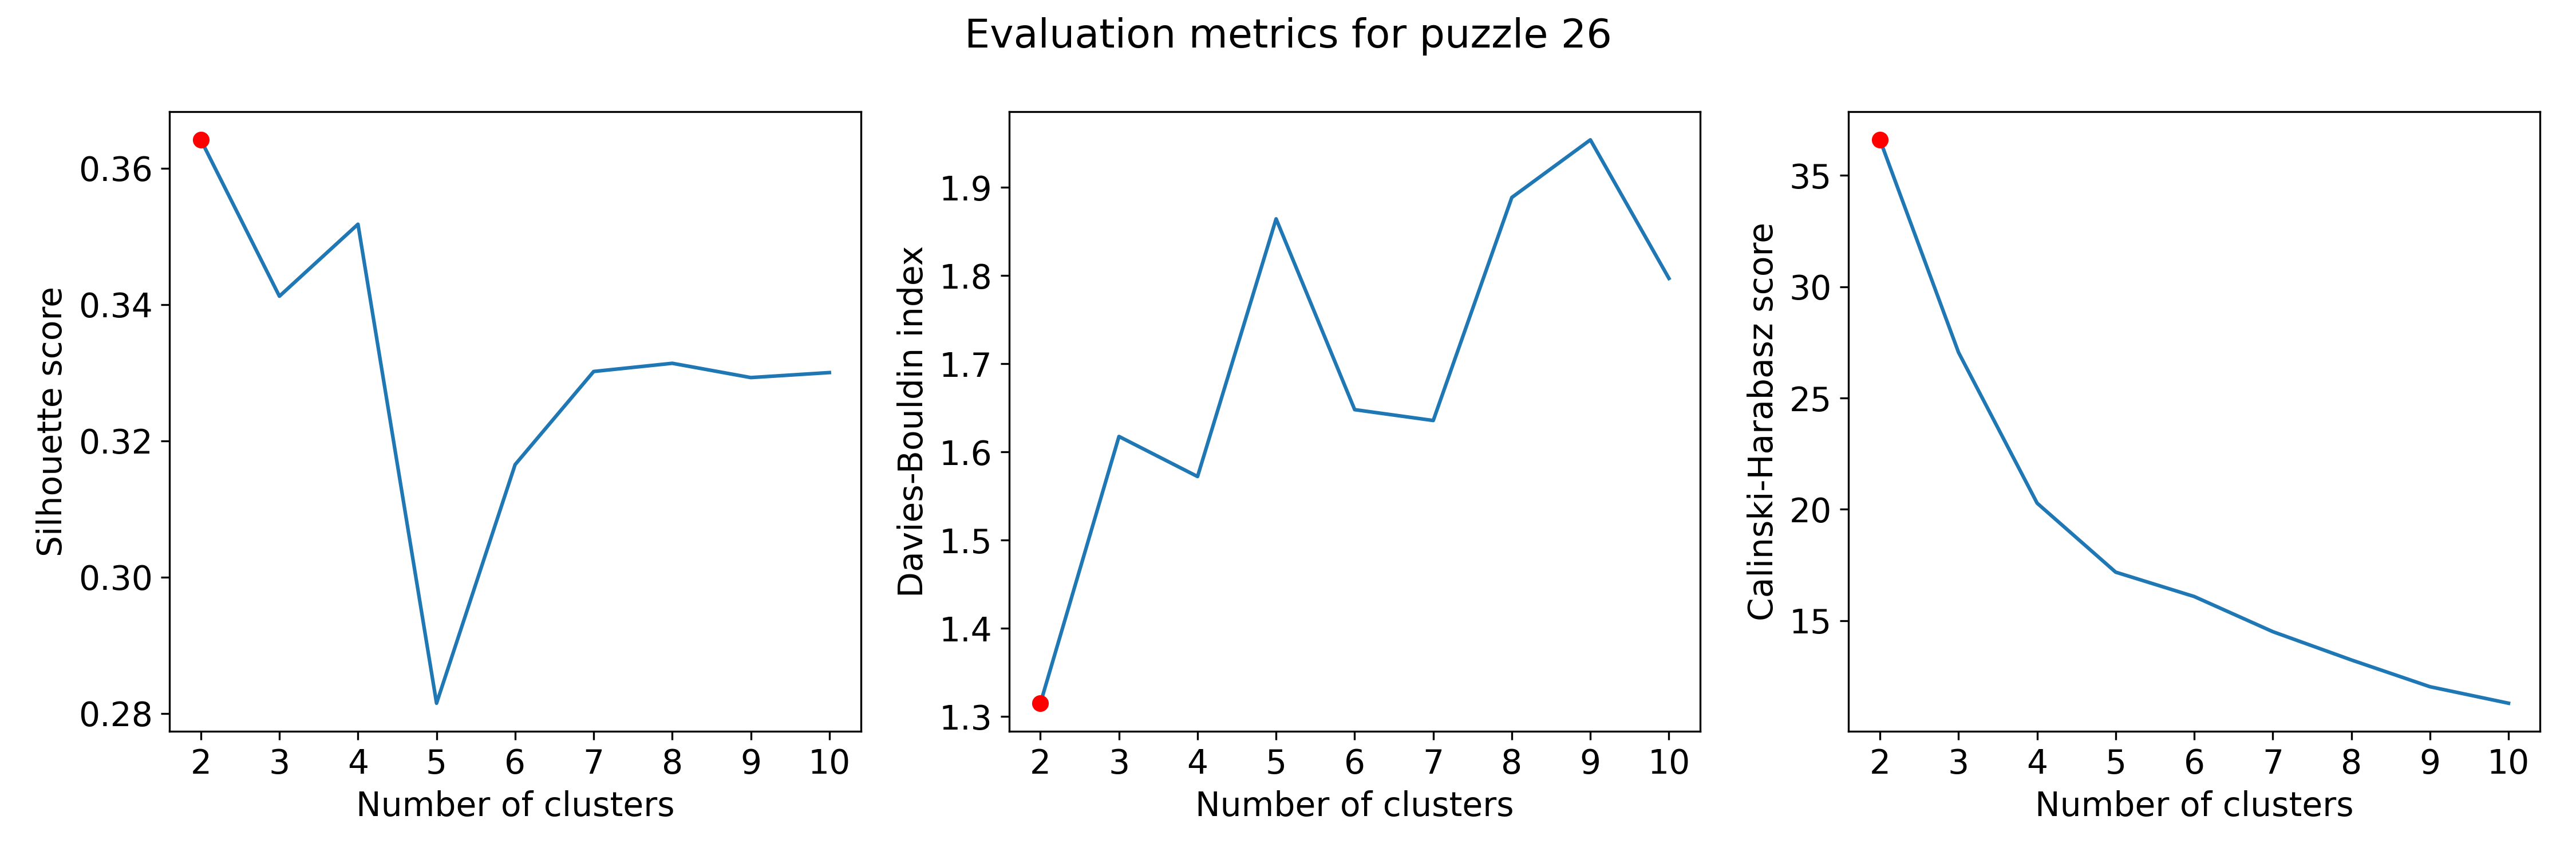 Evaluation metrics for puzzle 26
Silhouette score
0.36
0.34
0.32
0.30
0.28
2 3 4 5 6 7 8 9 10
Number of clusters
Davies-Bouldin index
1.9
1.8
1.7
1.6
1.5
1.4
1.3
2 3 4 5 6 7 8 9 10
Number of clusters
Calinski-Harabasz score
35
30
25
20
15
2 3 4 5 6 7 8 9 10
Number of clusters